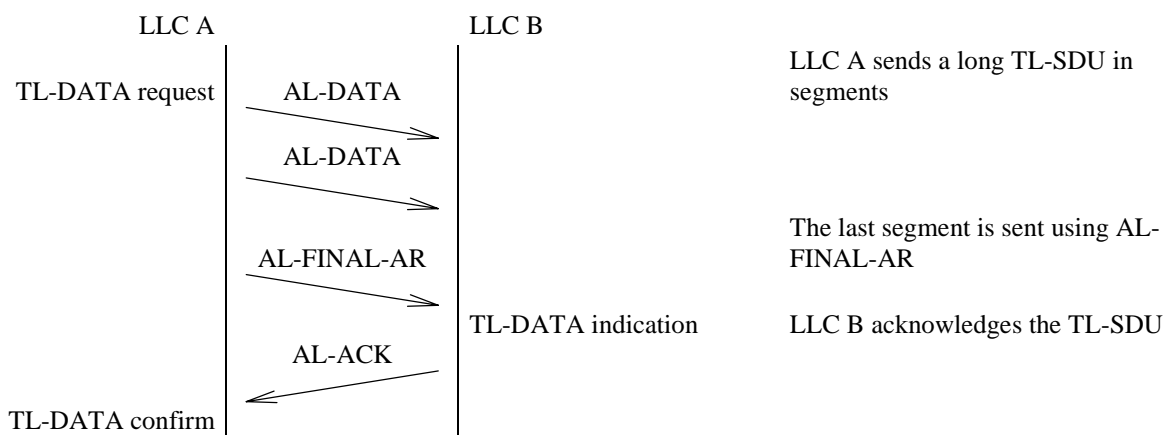 LLC A
LLC B
LLC A sends a long TL-SDU in
segments
TL-DATA request
AL-DATA
AL-DATA
The last segment is sent using AL-
FINAL-AR
AL-FINAL-AR
TL-DATA indication
LLC B acknowledges the TL-SDU
AL-ACK
TL-DATA confirm